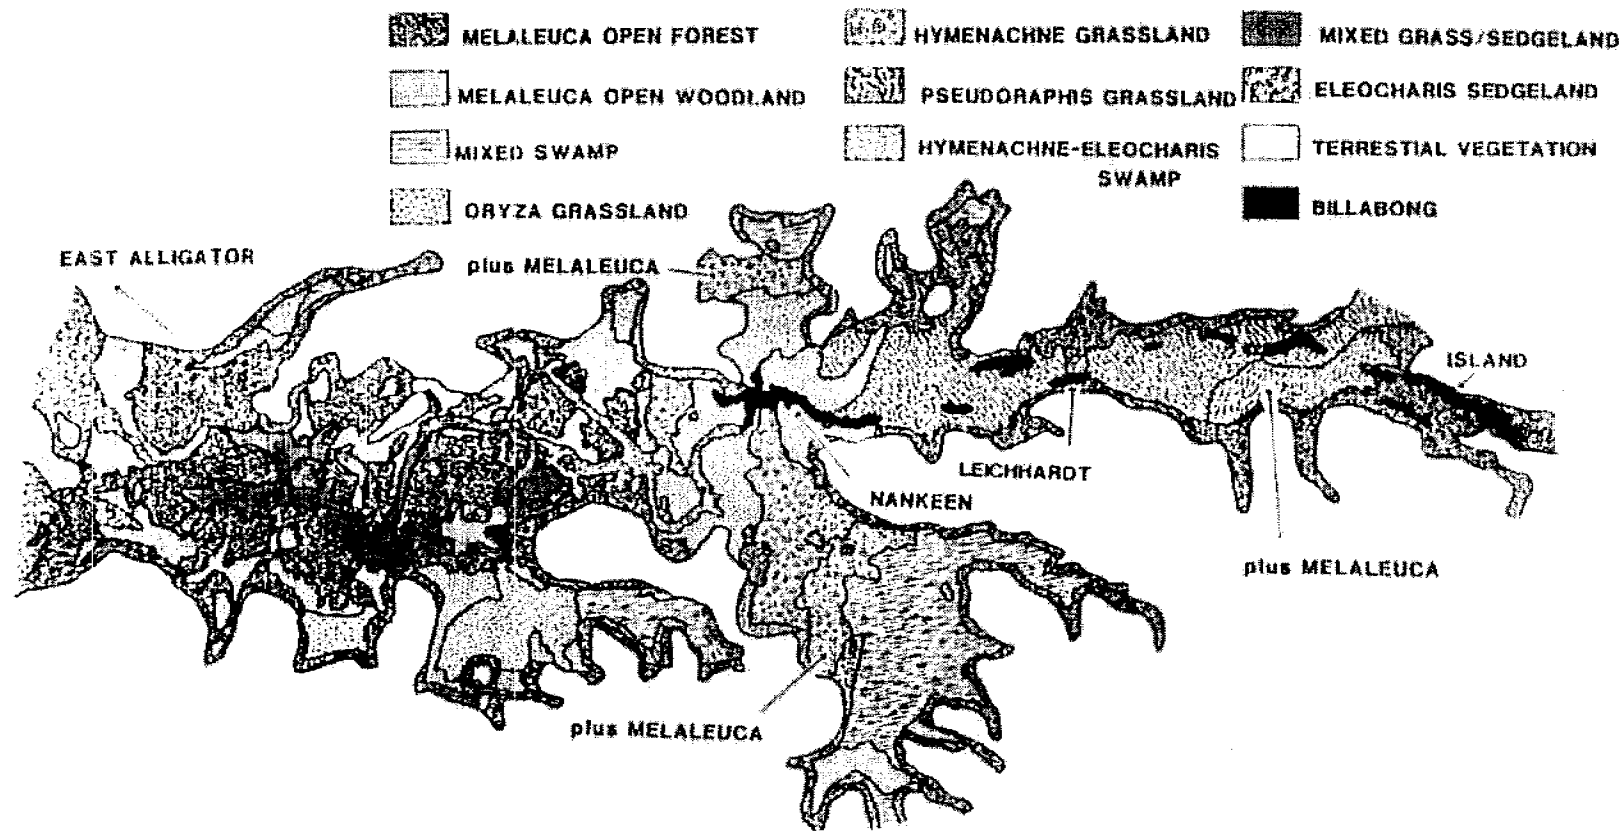 MELALEUCA OPEN FOREST
MELALEUCA OPEN WOODLAND
MIXED SWAMP
ORYZA GRASSLAND
HYMENACHNE GRASSLAND
PSEUDORAPHIS GRASSLAND
HYMENACHNE-ELEOCHARIS
SWAMP
MIXED GRASS/SEDGELAND
ELEOCHARIS SEDGELAND
TERRESTIAL VEGETATION
BILLABONG
EAST ALLIGATOR
plus MELALEUCA
ISLAND
LEICHHARDT
NANKEEN
plus MELALEUCA
plus MELALEUCA